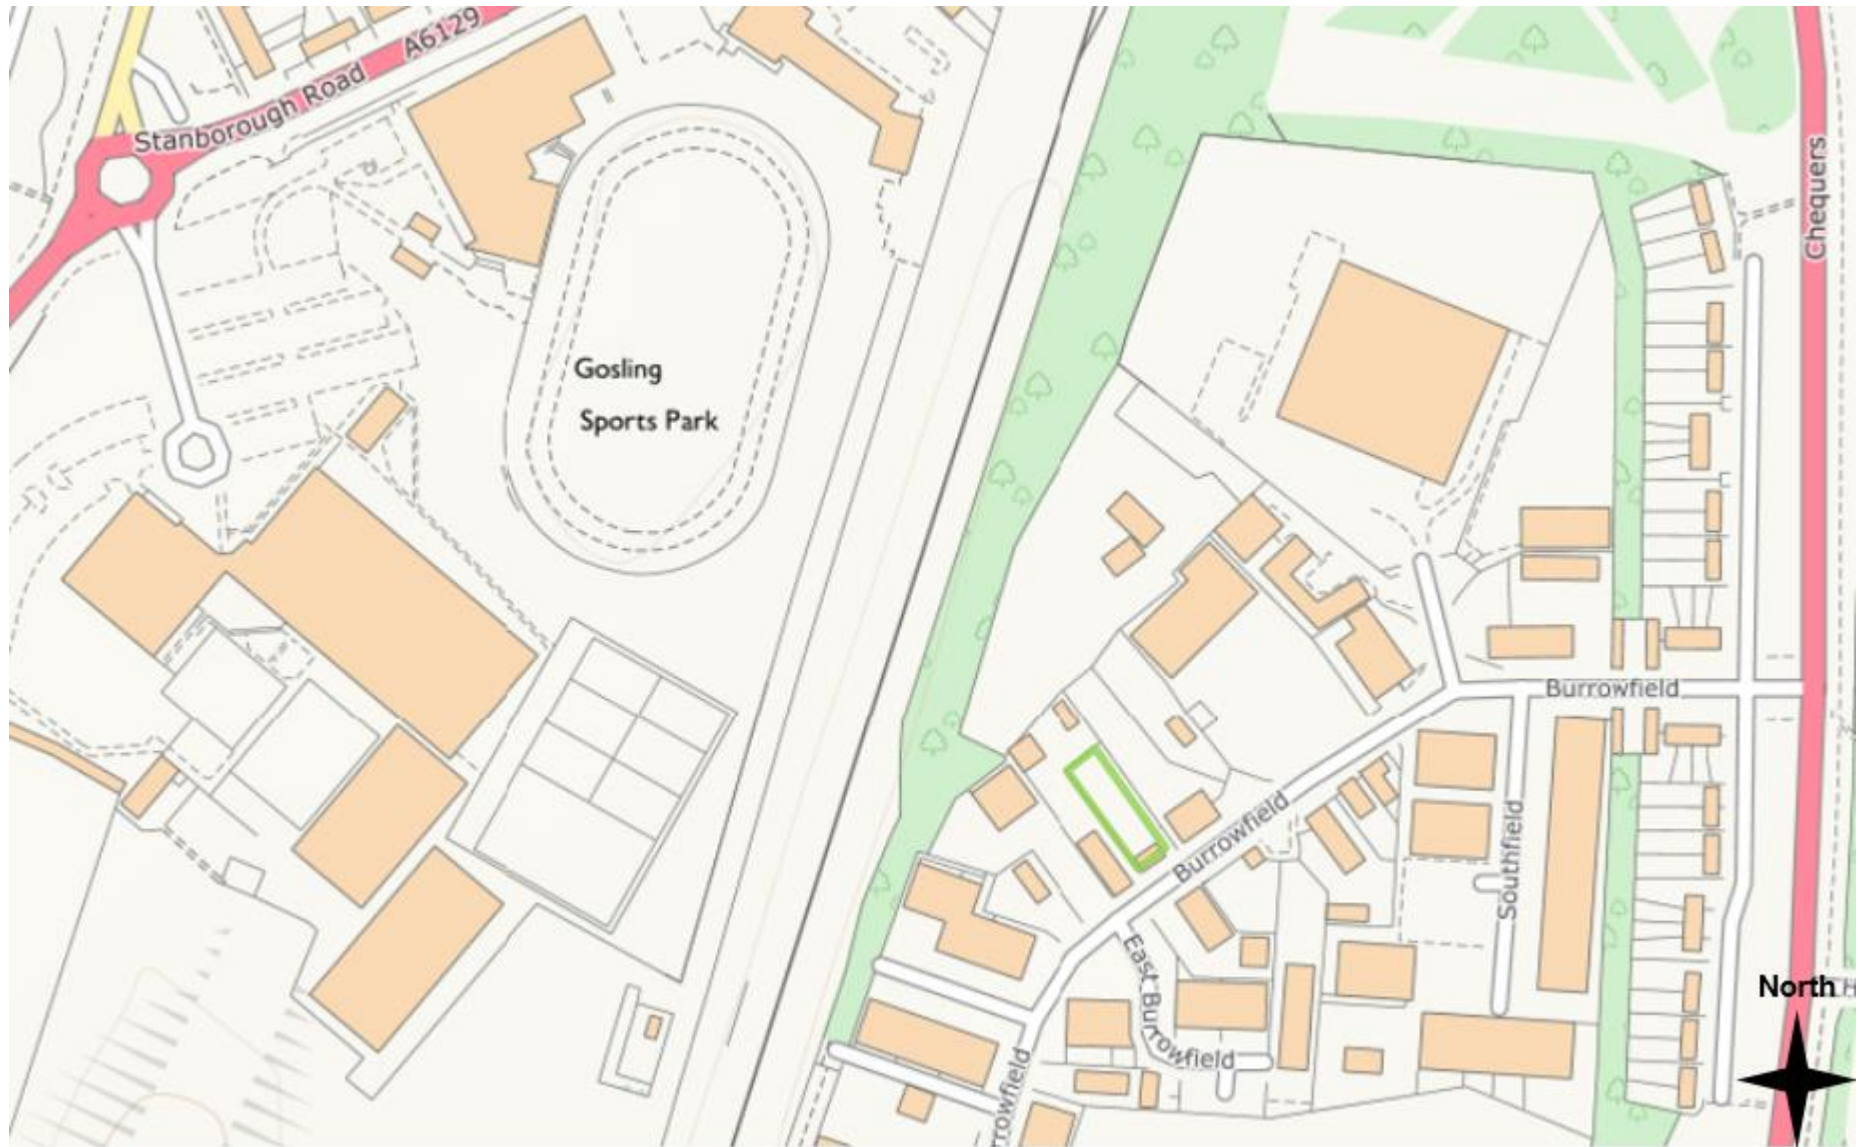 A6129
Stanborough Road
Chequers
Gosling
Sports Park
Burrowfield
Burrowfield
Southfield
East Burrowfield
North
rrowfield